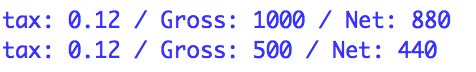 tax: 0.12 / Gross: 1000 / Net: 880
tax: 0.12 / Gross: 500 / Net: 440